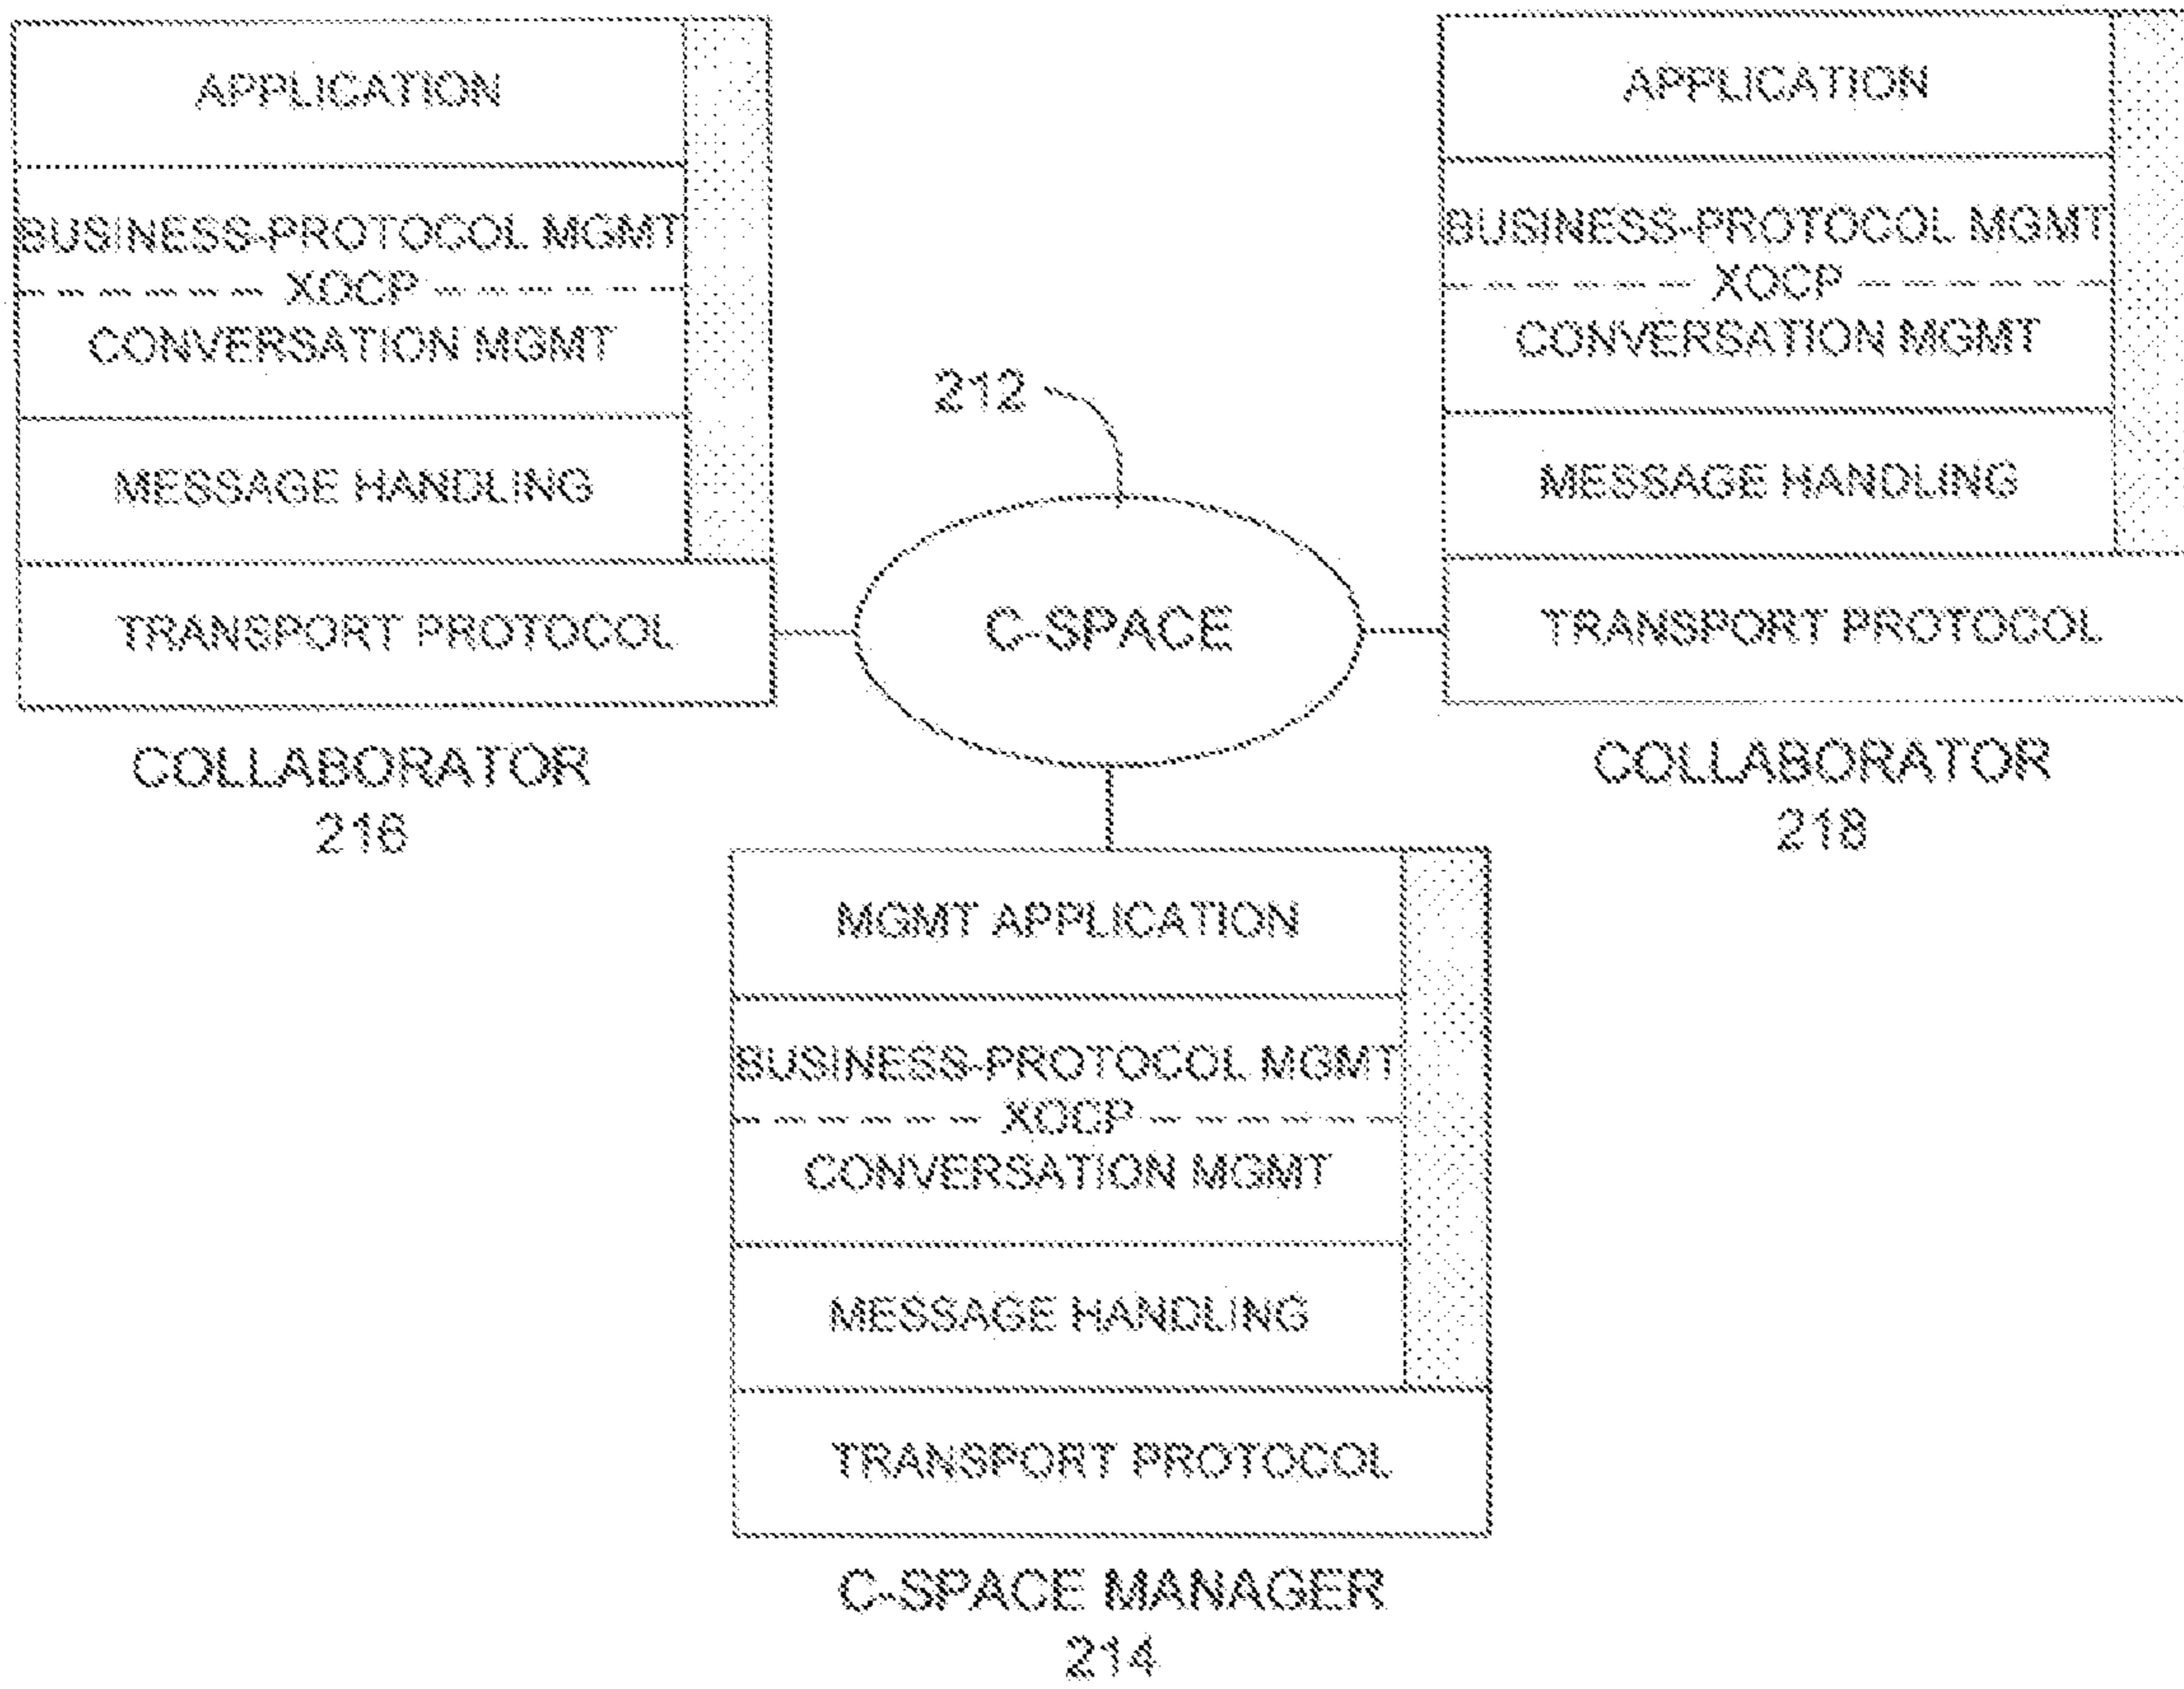 APPLICATION
BUSINESS-PROTOCOL MGMT
XOCP
CONVERSATION MGMT
MESSAGE HANDLING
TRANSPORT PROTOCOL
COLLABORATOR
216
212
C-SPACE
APPLICATION
BUSINESS-PROTOCOL MGMT
XOCP
CONVERSATION MGMT
MESSAGE HANDLING
TRANSPORT PROTOCOL
COLLABORATOR
218
MGMT APPLICATION
BUSINESS-PROTOCOL MGMT
XOCP
CONVERSATION MGMT
MESSAGE HANDLING
TRANSPORT PROTOCOL
C-SPACE MANAGER
214